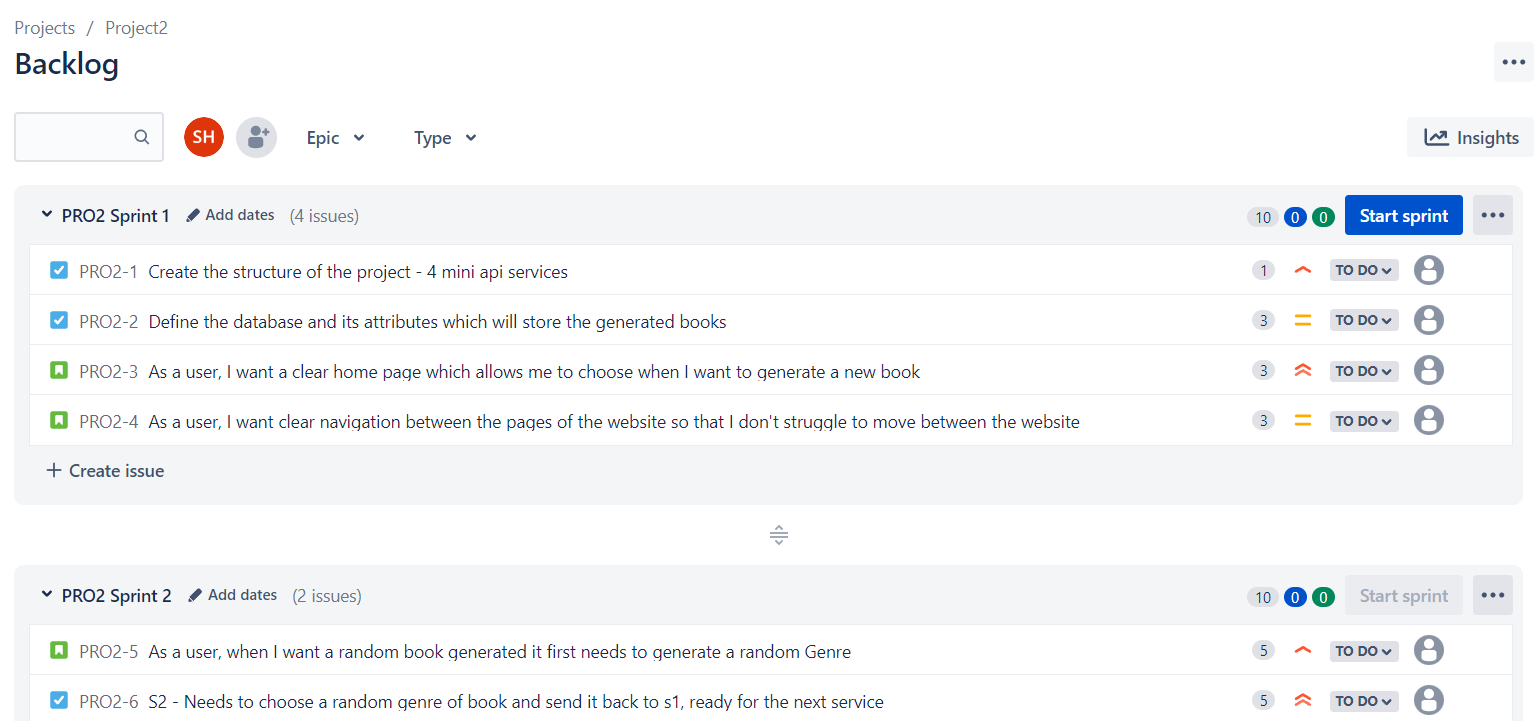 Projects / Project2
Backlog
SH Epic Type Insights
PRO2 Sprint 1 Add dates (4 issues) 10 0 0 Start sprint
PRO2-1 Create the structure of the project - 4 mini api services 1 TO DO
PRO2-2 Define the database and its attributes which will store the generated books 3 TO DO
PRO2-3 As a user, I want a clear home page which allows me to choose when I want to generate a new book 3 TO DO
PRO2-4 As a user, I want clear navigation between the pages of the website so that I don't struggle to move between the website 3 TO DO
+ Create issue
PRO2 Sprint 2 Add dates (2 issues) 10 0 0 Start sprint
PRO2-5 As a user, when I want a random book generated it first needs to generate a random Genre 5 TO DO
PRO2-6 S2 - Needs to choose a random genre of book and send it back to s1, ready for the next service 5 TO DO